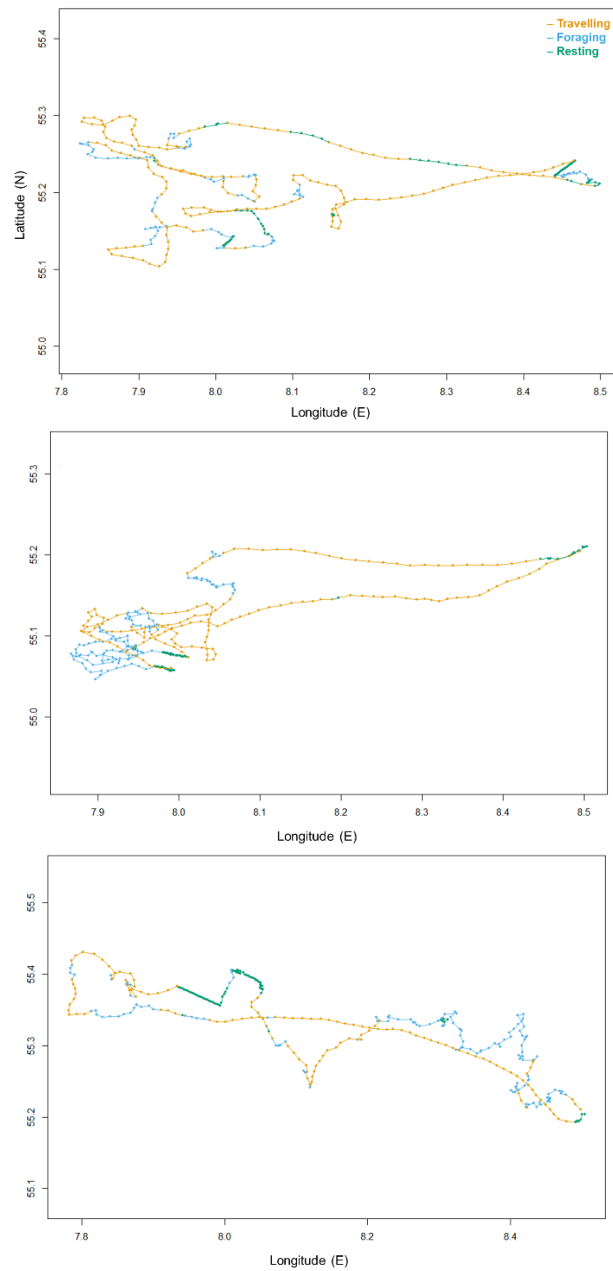 – Travelling
– Foraging
– Resting
55.4
55.3
55.2
55.1
55.0
Latitude (N)
7.8 7.9 8.0 8.1 8.2 8.3 8.4 8.5
Longitude (E)
55.3
55.2
55.1
55.0
7.9 8.0 8.1 8.2 8.3 8.4 8.5
Longitude (E)
55.5
55.4
55.3
55.2
55.1
7.8 8.0 8.2 8.4
Longitude (E)